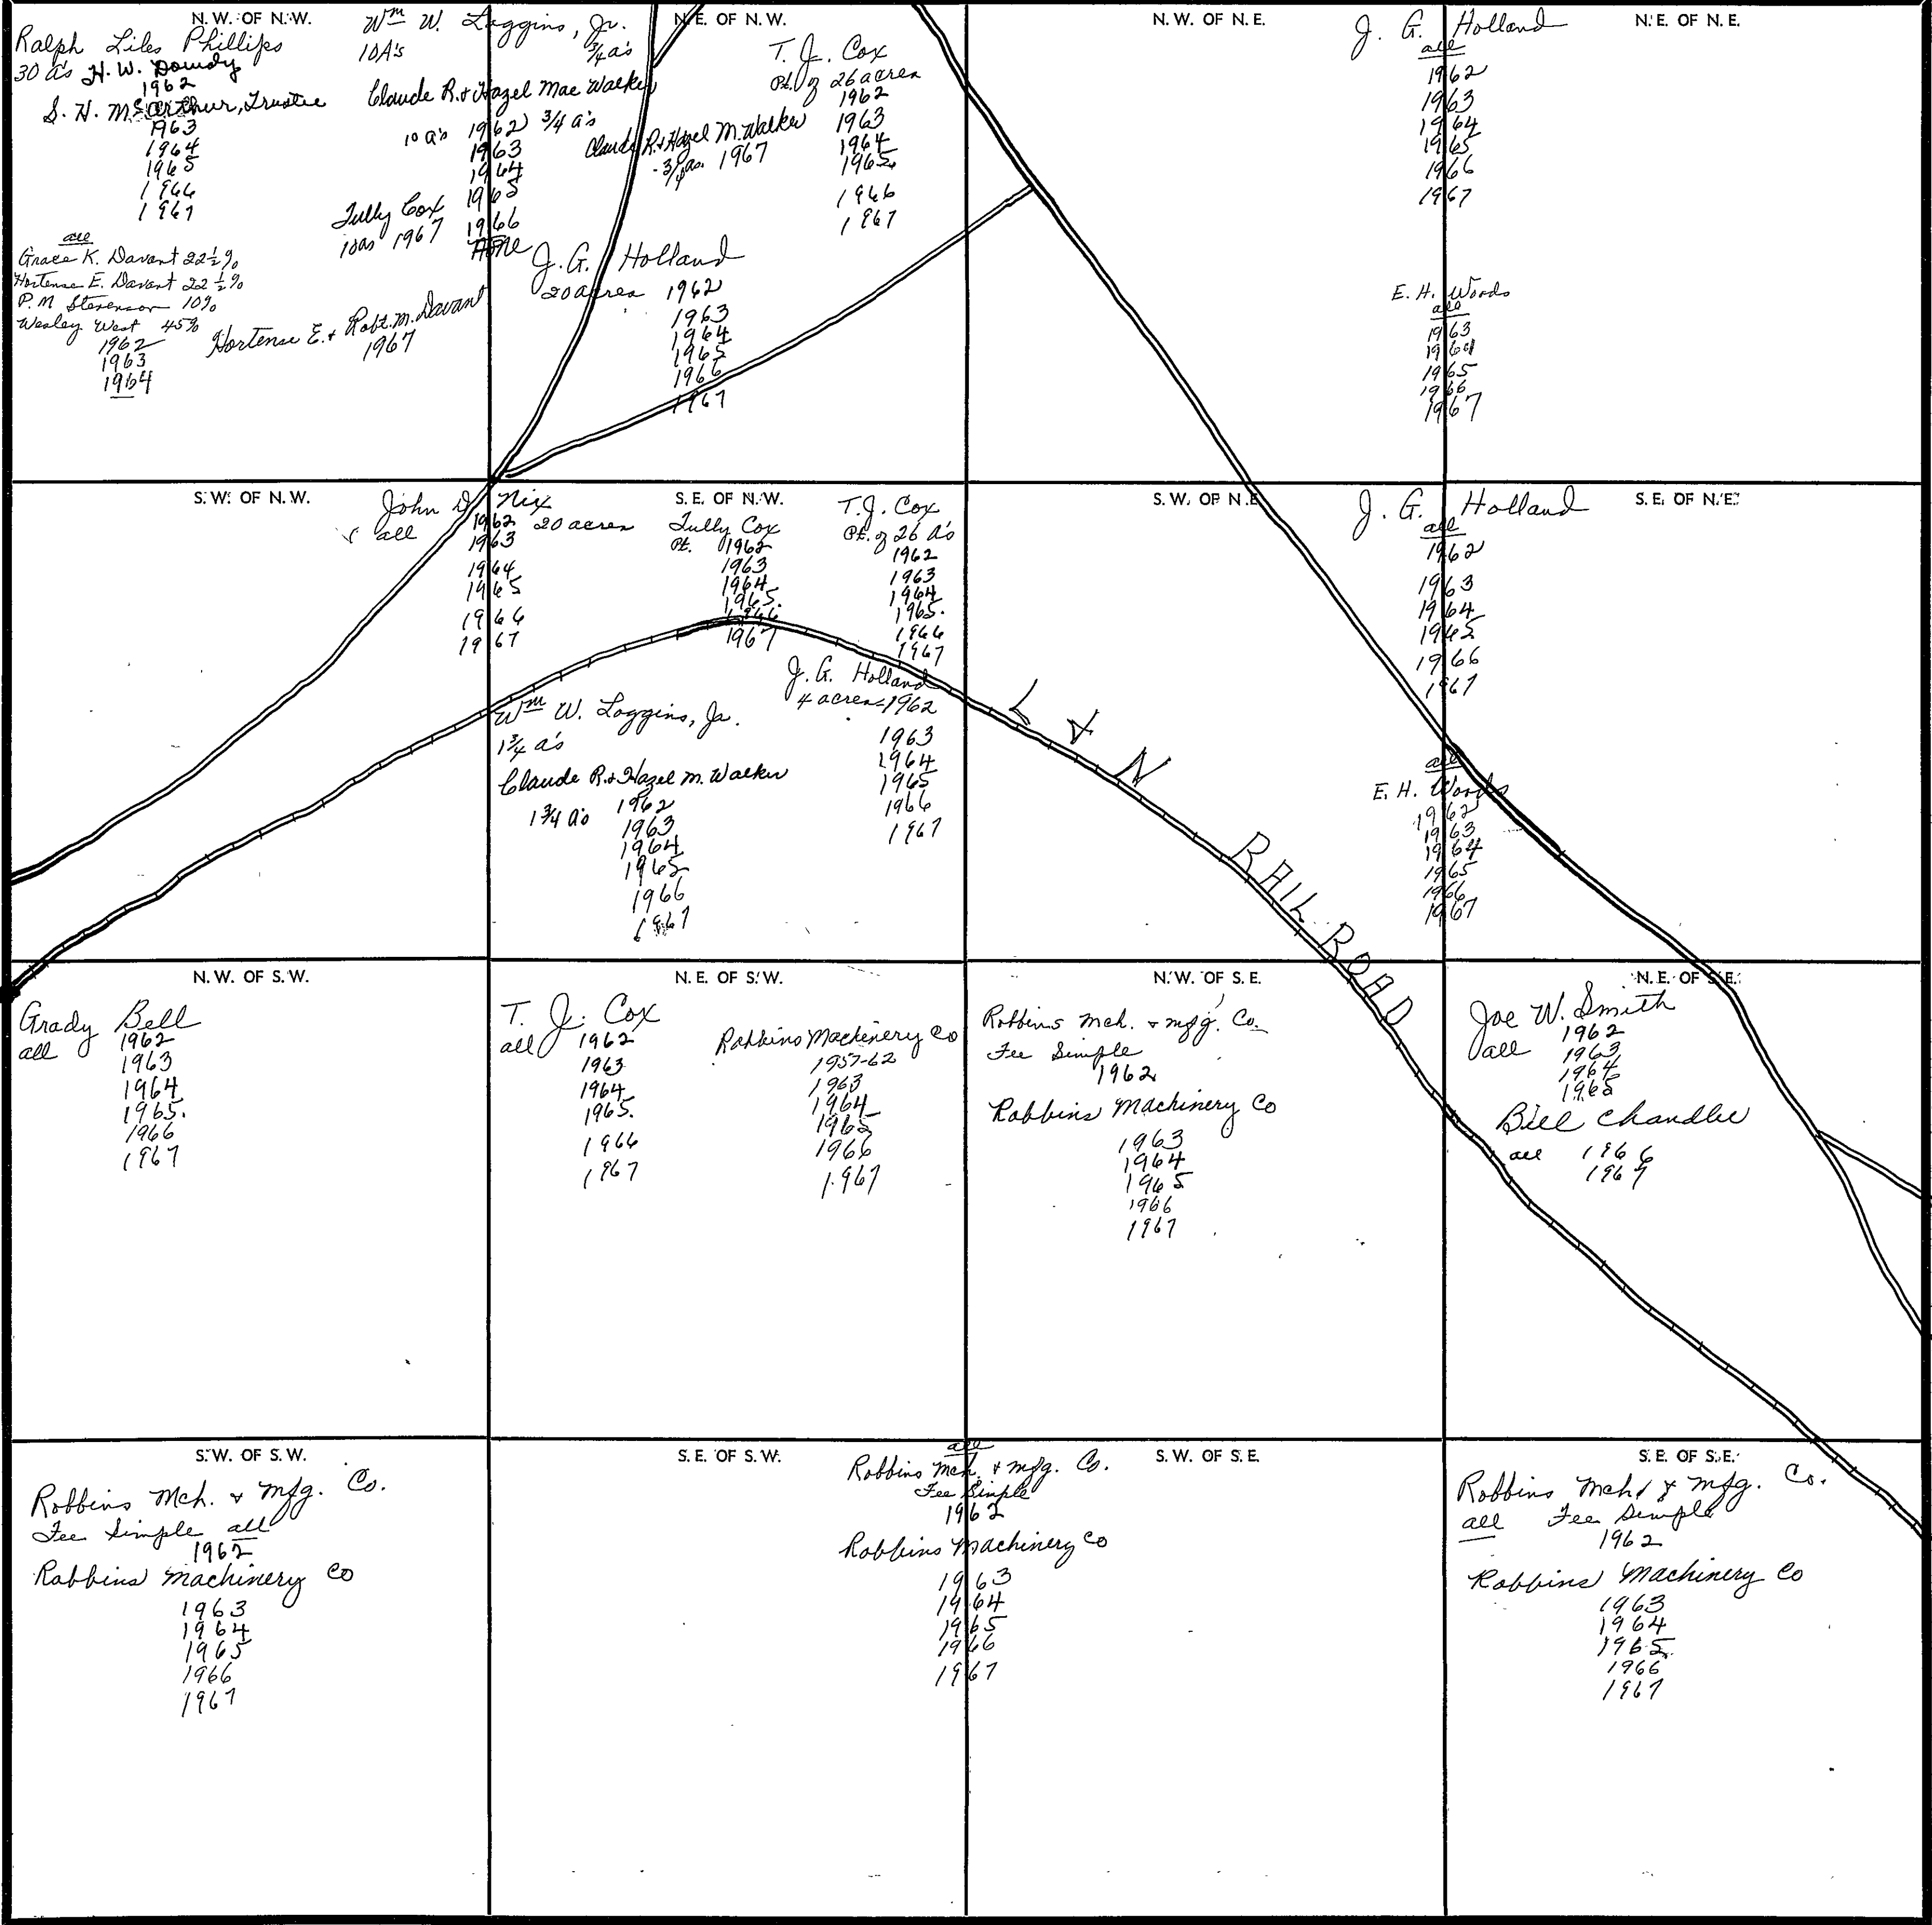 N. W. OF N. W.
Ralph Liles Phillips
30 a's H. W. Dowdy
1962
S. H. McArthur, Trustee
1963
1964
1965
1966
1967
all
Grace K. Davant 22½%
Hortense E. Davant 22½%
P. M Stevenson 10%
Wesley West 45%
1962
1963
1964
Hortense E. & Robt. M. Davant
1967
Wm W. Loggins, Jr.
10A's ¾ a's
Claude R. & Hazel Mae Walker
10 a's 1962 ¾ a's
1963
1964
1965
1966
Tully Cox
10as 1967
N. E. OF N. W.
T. J. Cox
Pt. of 26 acres
1962
1963
1964
1965
1966
1967
Claude R. & Hazel M. Walker
¾ as. 1967
J. G. Holland
20 acres 1962
1963
1964
1965
1966
1967
N. W. OF N. E.
N. E. OF N. E.
J. G. Holland
all
1962
1963
1964
1965
1966
1967
E. H. Woods
all
1963
1964
1965
1966
1967
S. W. OF N. W.
John D. Nix
all 1962 20 acres
1963
1964
1965
1966
1967
S. E. OF N. W.
Tully Cox
Pt. 1962
1963
1964
1965.
1966
1967
T. J. Cox
Pt. of 26 a's
1962
1963
1964
1965.
1966
1967
J. G. Holland
4 acres 1962
1963
1964
1965
1966
1967
Wm W. Loggins, Jr.
1¾ a's
Claude R. & Hazel M. Walker
1¾ a's 1962
1963
1964
1965
1966
1967
S. W. OF N. E.
S. E. OF N. E.
J. G. Holland
all
1962
1963
1964
1965
1966
1967
all
E. H. Woods
1962
1963
1964
1965
1966
1967
L & N RAILROAD
N. W. OF S. W.
Grady Bell
all 1962
1963
1964
1965.
1966
1967
N. E. OF S. W.
T. J. Cox
all 1962
1963
1964
1965.
1966
1967
Robbins Machinery Co
1957-62
1963
1964
1965
1966
1967
N. W. OF S. E.
Robbins Mch. & mfg. Co.
Fee Simple
1962
Robbins Machinery Co
1963
1964
1965
1966
1967
N. E. OF S. E.
Joe W. Smith
1962
all 1963
1964
1965
Bill Chandler
all 1966
1967
S. W. OF S. W.
Robbins Mch. & Mfg. Co.
Fee Simple all
1962
Robbins Machinery Co
1963
1964
1965
1966
1967
S. E. OF S. W.
S. W. OF S. E.
all
Robbins Mch. & Mfg. Co.
Fee Simple
1962
Robbins Machinery Co
1963
1964
1965
1966
1967
S. E. OF S. E.
Robbins Mch. & Mfg. Co.
all Fee Simple
1962
Robbins Machinery Co
1963
1964
1965
1966
1967